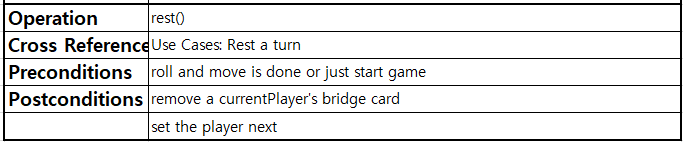 Operation rest()
Cross Reference Use Cases: Rest a turn
Preconditions roll and move is done or just start game
Postconditions remove a currentPlayer's bridge card
set the player next